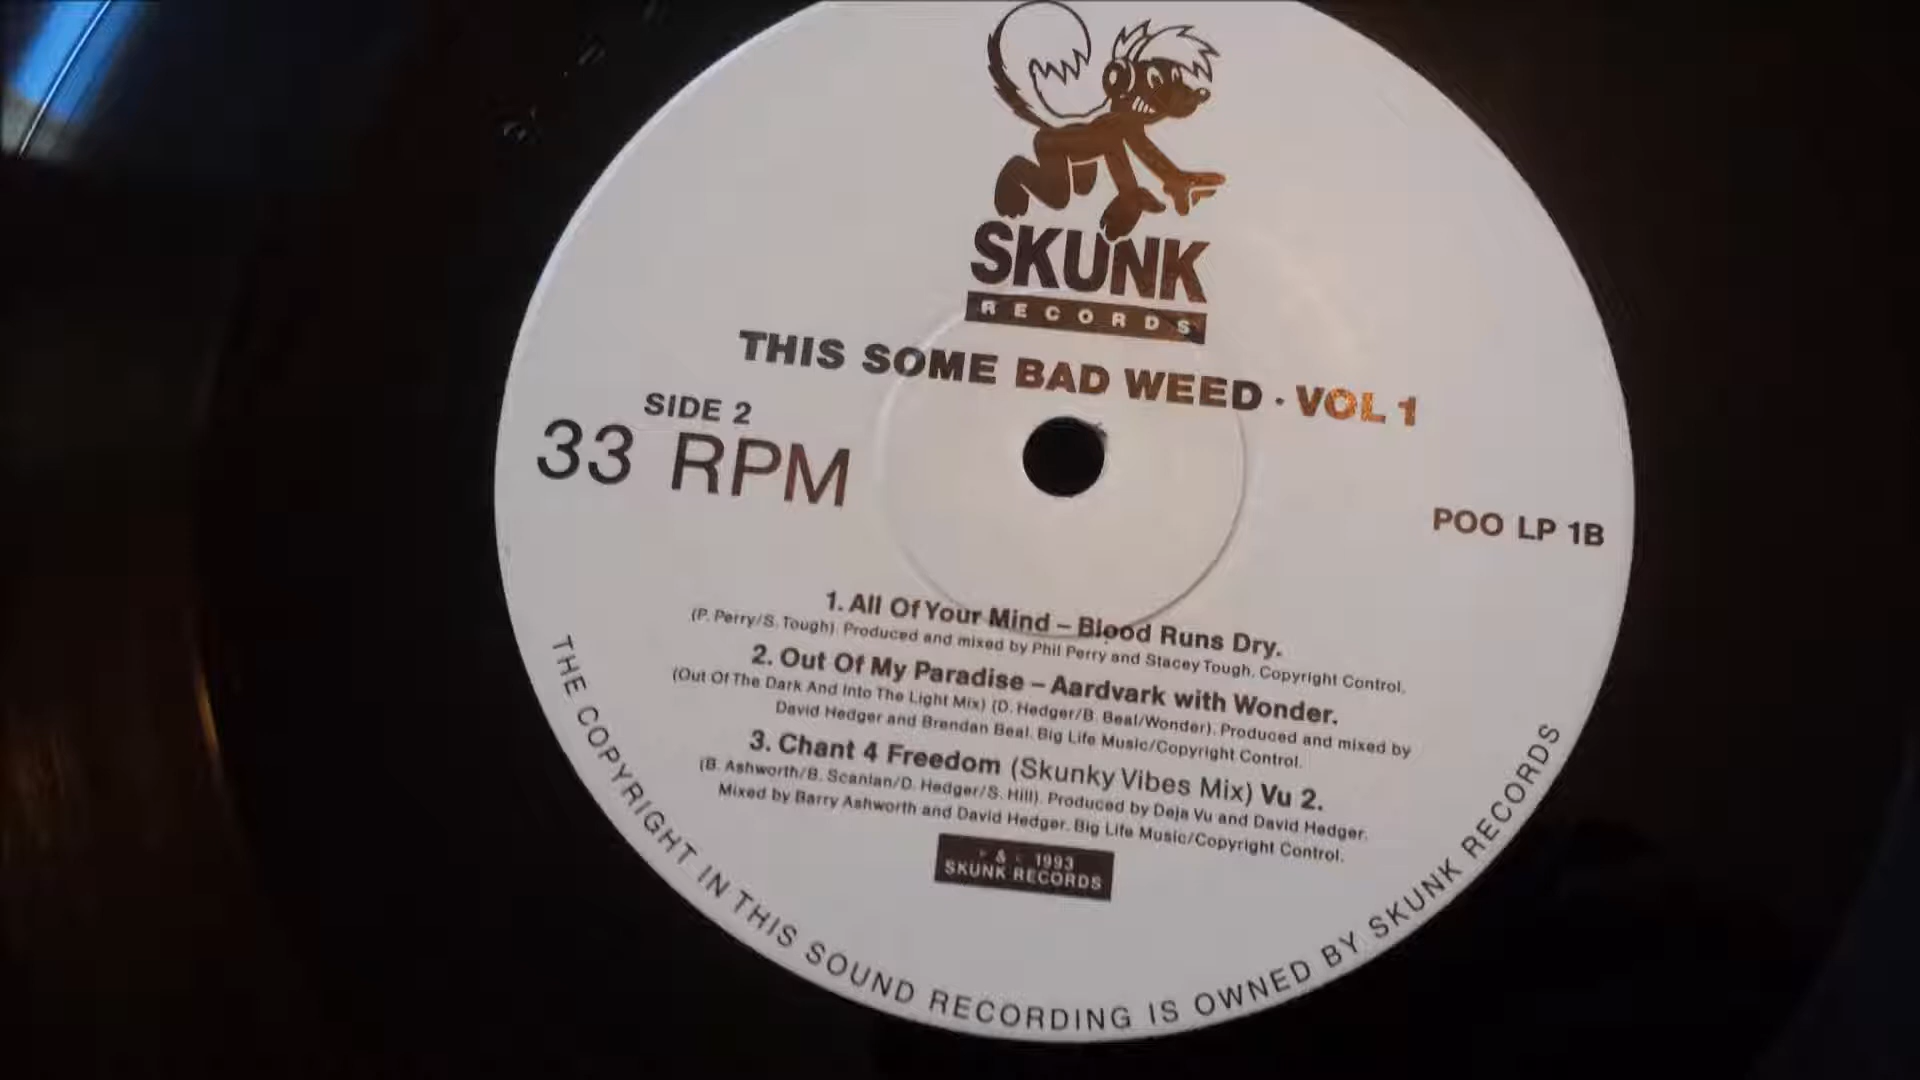 SKUNK
RECORDS
THIS SOME BAD WEED · VOL 1
SIDE 2
33 RPM
POO LP 1B
1. All Of Your Mind – Blood Runs Dry.
(P. Perry/S. Tough). Produced and mixed by Phil Perry and Stacey Tough. Copyright Control.
2. Out Of My Paradise – Aardvark with Wonder.
(Out Of The Dark And Into The Light Mix) (D. Hedger/B. Beal/Wonder). Produced and mixed by
David Hedger and Brendan Beal. Big Life Music/Copyright Control.
3. Chant 4 Freedom (Skunky Vibes Mix) Vu 2.
(B. Ashworth/B. Scanlan/D. Hedger/S. Hill). Produced by Deja Vu and David Hedger.
Mixed by Barry Ashworth and David Hedger. Big Life Music/Copyright Control.
& 1993
SKUNK RECORDS
THE COPYRIGHT IN THIS SOUND RECORDING IS OWNED BY SKUNK RECORDS